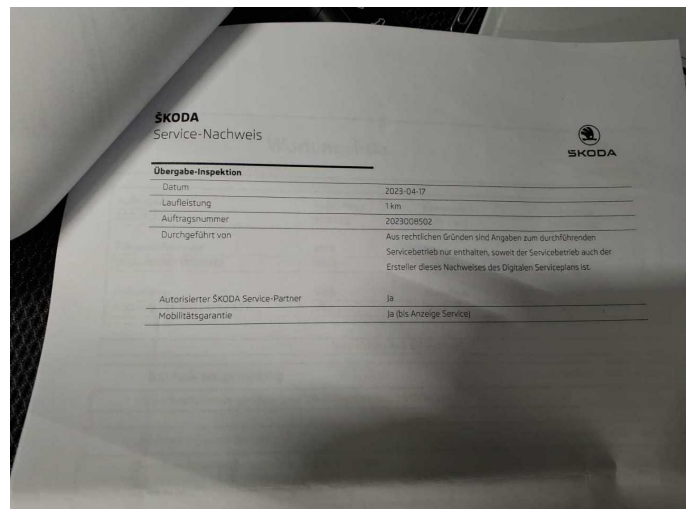 ŠKODA
Service-Nachweis
ŠKODA
Übergabe-Inspektion
Datum 2023-04-17
Laufleistung 1 km
Auftragsnummer 2023008502
Durchgeführt von Aus rechtlichen Gründen sind Angaben zum durchführenden
Servicebetrieb nur enthalten, soweit der Servicebetrieb auch der
Ersteller dieses Nachweises des Digitalen Serviceplans ist.
Autorisierter ŠKODA Service-Partner Ja
Mobilitätsgarantie Ja (bis Anzeige Service)